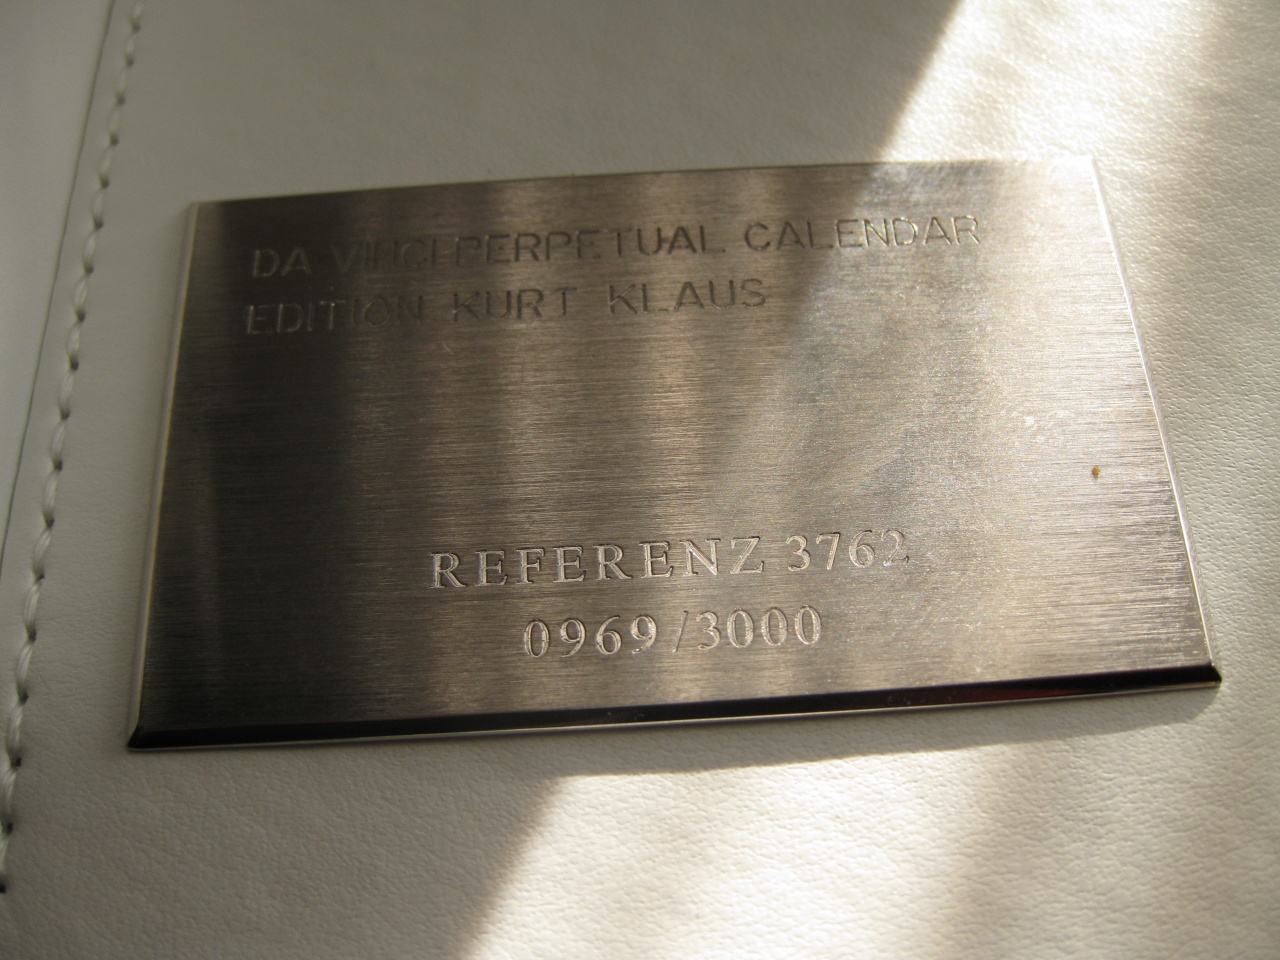 DA VINCI PERPETUAL CALENDAR
EDITION KURT KLAUS
REFERENZ 3762
0969/3000